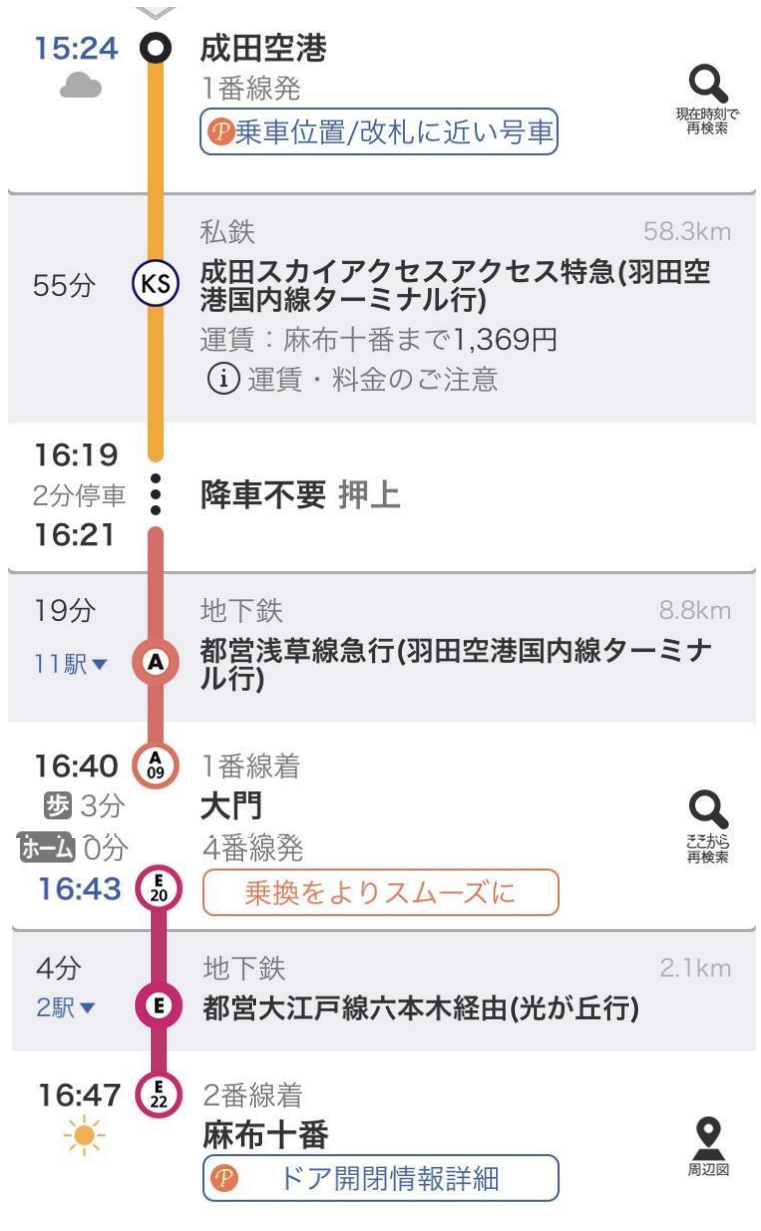 15:24
成田空港
1番線発
P乗車位置/改札に近い号車
現在時刻で
再検索
私鉄
58.3km
55分
KS
成田スカイアクセスアクセス特急(羽田空
港国内線ターミナル行)
運賃：麻布十番まで1,369円
i 運賃・料金のご注意
16:19
2分停車
降車不要 押上
16:21
19分
地下鉄
8.8km
11駅▼
A
都営浅草線急行(羽田空港国内線ターミナ
ル行)
16:40
A
09
1番線着
歩 3分
大門
ホーム 0分
4番線発
ここから
再検索
16:43
E
20
乗換をよりスムーズに
4分
地下鉄
2.1km
2駅▼
E
都営大江戸線六本木経由(光が丘行)
16:47
E
22
2番線着
麻布十番
P ドア開閉情報詳細
周辺図